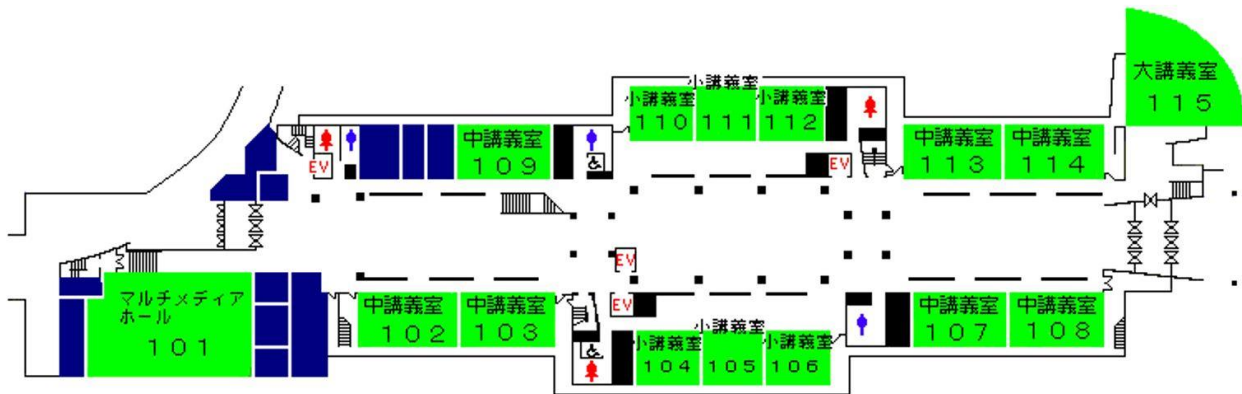 大講義室
115
小講義室
小講義室
110
111
小講義室
112
中講義室
109
中講義室
113
中講義室
114
EV
EV
EV
EV
マルチメディア
ホール
101
中講義室
102
中講義室
103
小講義室
小講義室
104
105
小講義室
106
中講義室
107
中講義室
108